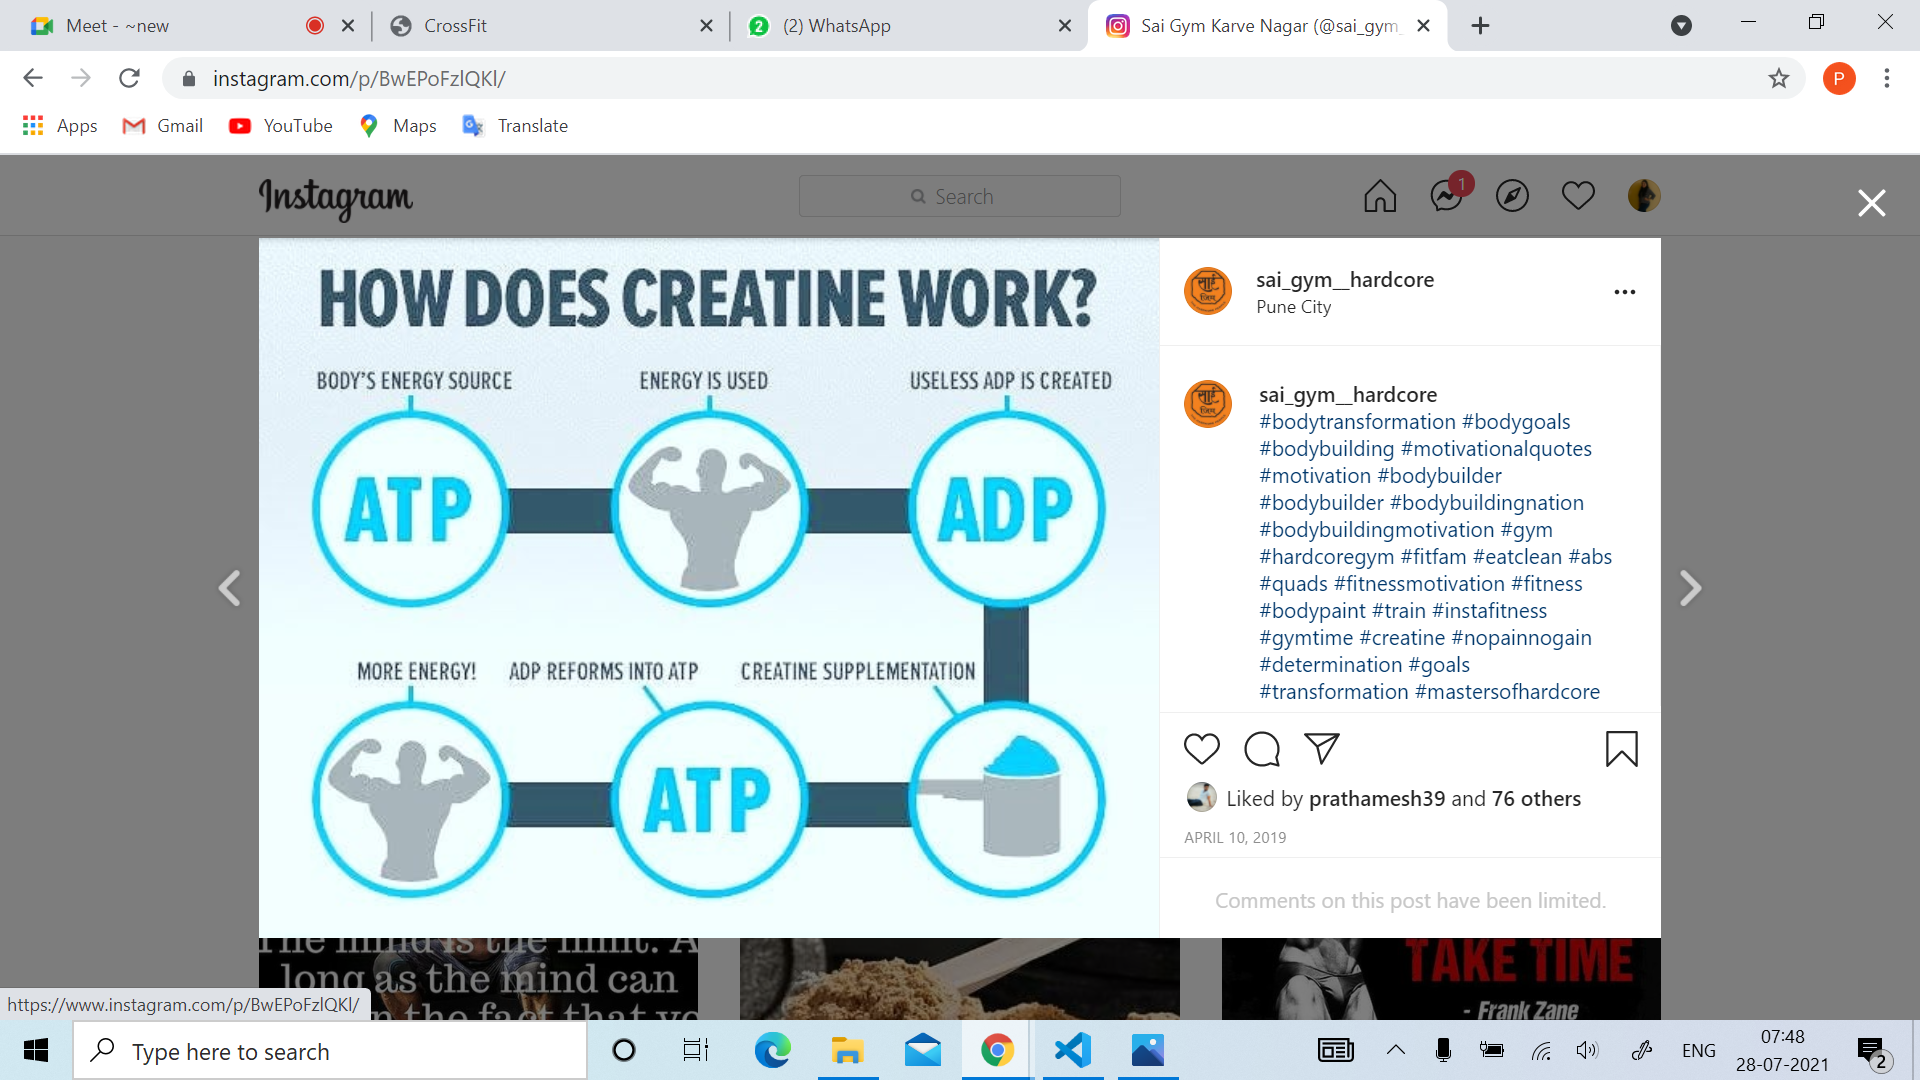 Meet - ~new
CrossFit
(2) WhatsApp
Sai Gym Karve Nagar (@sai_gym_
instagram.com/p/BwEPoFzlQKl/
P
Apps
Gmail
YouTube
Maps
Translate
Instagram
Search
1
HOW DOES CREATINE WORK?
BODY'S ENERGY SOURCE
ENERGY IS USED
USELESS ADP IS CREATED
ATP
ADP
MORE ENERGY!
ADP REFORMS INTO ATP
CREATINE SUPPLEMENTATION
ATP
sai_gym__hardcore
Pune City
sai_gym__hardcore
#bodytransformation #bodygoals
#bodybuilding #motivationalquotes
#motivation #bodybuilder
#bodybuilder #bodybuildingnation
#bodybuildingmotivation #gym
#hardcoregym #fitfam #eatclean #abs
#quads #fitnessmotivation #fitness
#bodypaint #train #instafitness
#gymtime #creatine #nopainnogain
#determination #goals
#transformation #mastersofhardcore
Liked by prathamesh39 and 76 others
APRIL 10, 2019
Comments on this post have been limited.
The mind is the limit. A
long as the mind can
the fact that yo
TAKE TIME
- Frank Zane
https://www.instagram.com/p/BwEPoFzlQKl/
Type here to search
ENG
07:48
28-07-2021
2